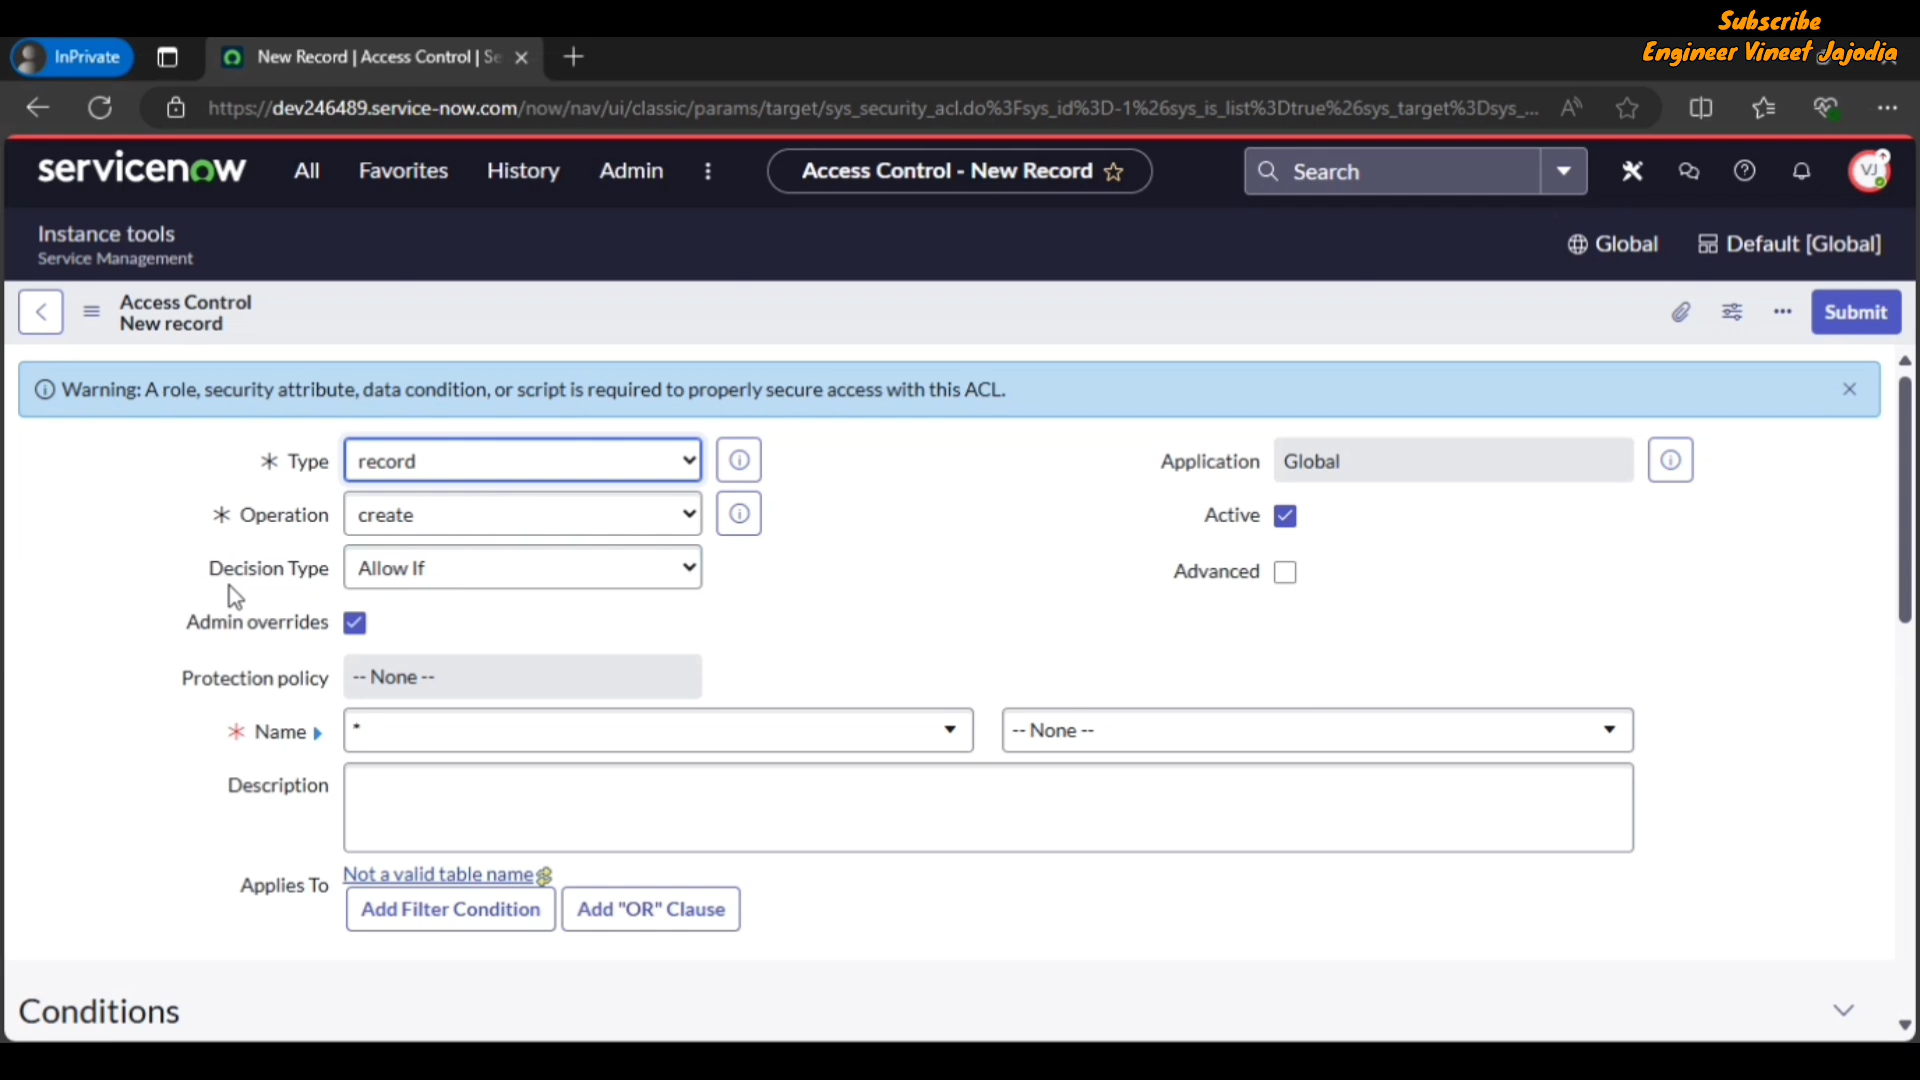 Subscribe
Engineer Vineet Jajodia
InPrivate
New Record | Access Control | Se
https://dev246489.service-now.com/now/nav/ui/classic/params/target/sys_security_acl.do%3Fsys_id%3D-1%26sys_is_list%3Dtrue%26sys_target%3Dsys_...
servicenow
All
Favorites
History
Admin
Access Control - New Record
Search
VJ
Instance tools
Service Management
Global
Default [Global]
Access Control
New record
Submit
Warning: A role, security attribute, data condition, or script is required to properly secure access with this ACL.
* Type
record
Application
Global
* Operation
create
Active
Decision Type
Allow If
Advanced
Admin overrides
Protection policy
-- None --
* Name
*
-- None --
Description
Applies To
Not a valid table name
Add Filter Condition
Add "OR" Clause
Conditions